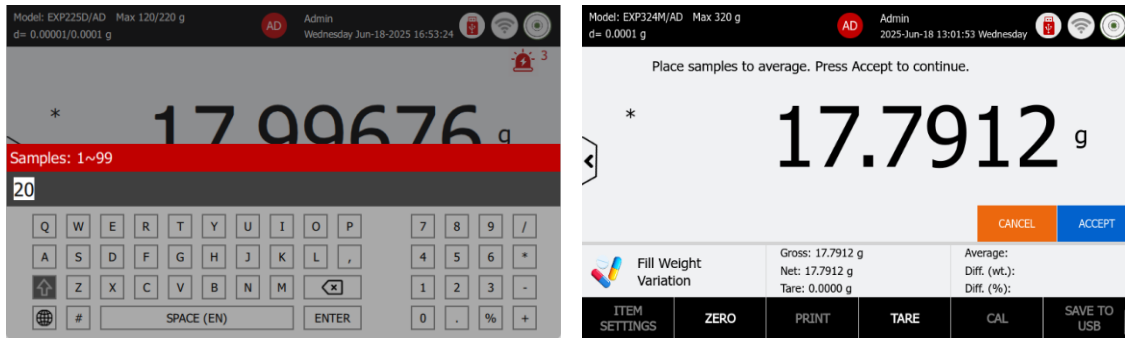 Model: EXP225D/AD Max 120/220 g
d= 0.00001/0.0001 g
AD
Admin
Wednesday Jun-18-2025 16:53:24
3
*
17.99676 g
Samples: 1~99
20
Q W E R T Y U I O P 7 8 9 /
A S D F G H J K L , 4 5 6 *
Z X C V B N M 1 2 3 -
# SPACE (EN) ENTER 0 . % +
Model: EXP324M/AD Max 320 g
d= 0.0001 g
AD
Admin
2025-Jun-18 13:01:53 Wednesday
Place samples to average. Press Accept to continue.
*
17.7912 g
CANCEL ACCEPT
Fill Weight
Variation
Gross: 17.7912 g
Net: 17.7912 g
Tare: 0.0000 g
Average:
Diff. (wt.):
Diff. (%):
ITEM
SETTINGS
ZERO
PRINT
TARE
CAL
SAVE TO
USB